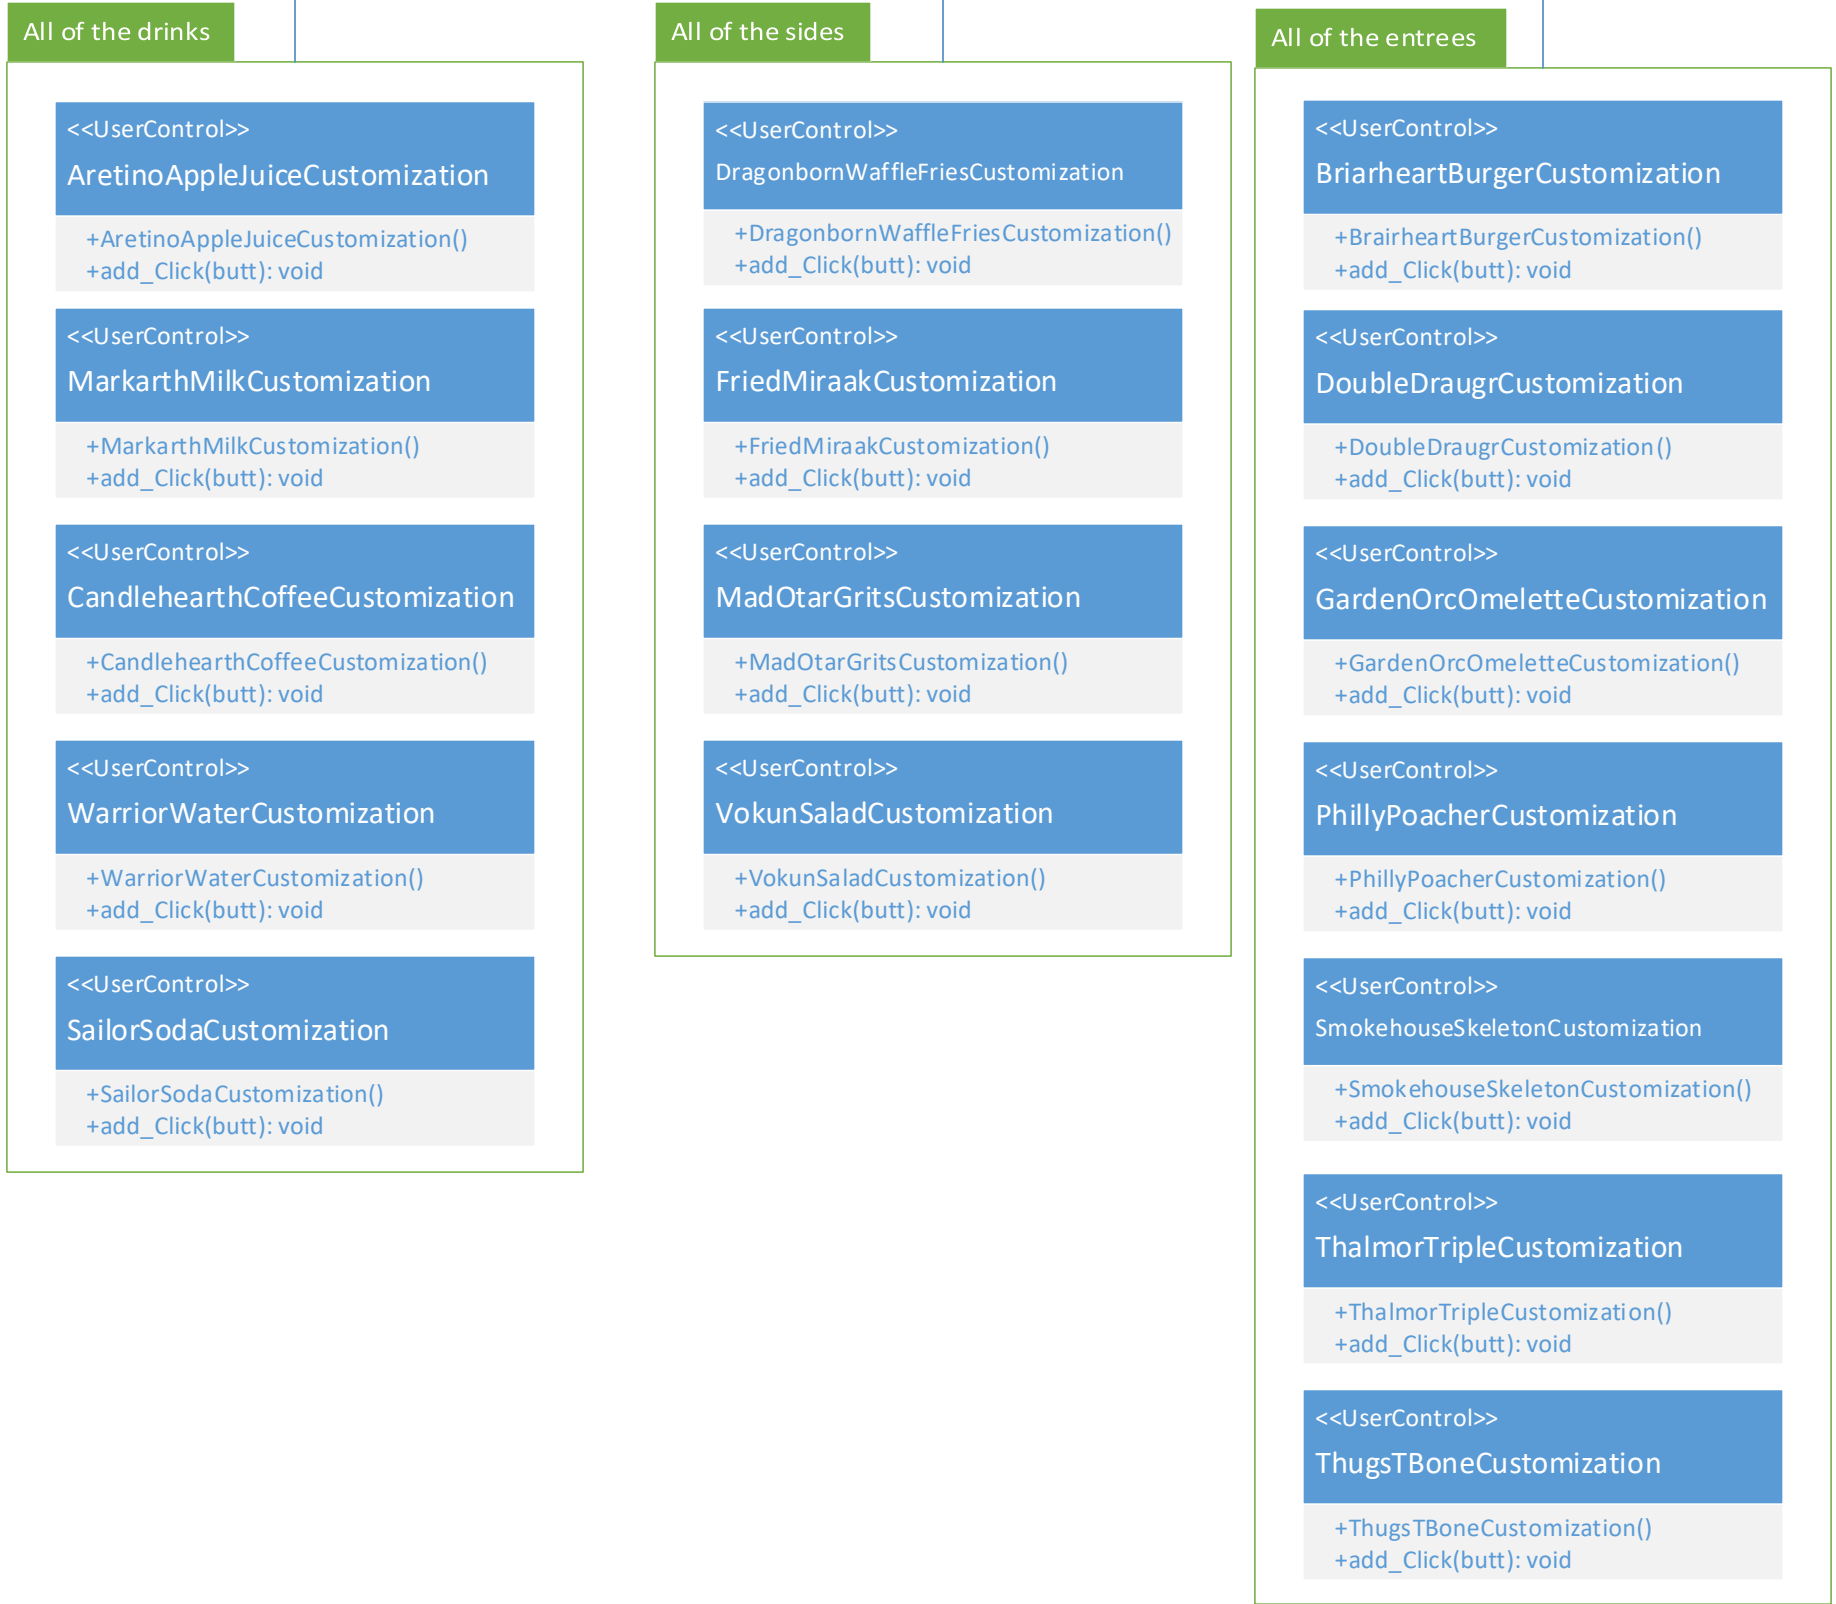 All of the drinks
<<UserControl>>
AretinoAppleJuiceCustomization
+AretinoAppleJuiceCustomization()
+add_Click(butt): void
<<UserControl>>
MarkarthMilkCustomization
+MarkarthMilkCustomization()
+add_Click(butt): void
<<UserControl>>
CandlehearthCoffeeCustomization
+CandlehearthCoffeeCustomization()
+add_Click(butt): void
<<UserControl>>
WarriorWaterCustomization
+WarriorWaterCustomization()
+add_Click(butt): void
<<UserControl>>
SailorSodaCustomization
+SailorSodaCustomization()
+add_Click(butt): void
All of the sides
<<UserControl>>
DragonbornWaffleFriesCustomization
+DragonbornWaffleFriesCustomization()
+add_Click(butt): void
<<UserControl>>
FriedMiraakCustomization
+FriedMiraakCustomization()
+add_Click(butt): void
<<UserControl>>
MadOtarGritsCustomization
+MadOtarGritsCustomization()
+add_Click(butt): void
<<UserControl>>
VokunSaladCustomization
+VokunSaladCustomization()
+add_Click(butt): void
All of the entrees
<<UserControl>>
BriarheartBurgerCustomization
+BrairheartBurgerCustomization()
+add_Click(butt): void
<<UserControl>>
DoubleDraugrCustomization
+DoubleDraugrCustomization()
+add_Click(butt): void
<<UserControl>>
GardenOrcOmeletteCustomization
+GardenOrcOmeletteCustomization()
+add_Click(butt): void
<<UserControl>>
PhillyPoacherCustomization
+PhillyPoacherCustomization()
+add_Click(butt): void
<<UserControl>>
SmokehouseSkeletonCustomization
+SmokehouseSkeletonCustomization()
+add_Click(butt): void
<<UserControl>>
ThalmorTripleCustomization
+ThalmorTripleCustomization()
+add_Click(butt): void
<<UserControl>>
ThugsTBoneCustomization
+ThugsTBoneCustomization()
+add_Click(butt): void